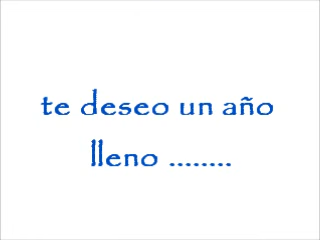 te deseo un año
lleno ........